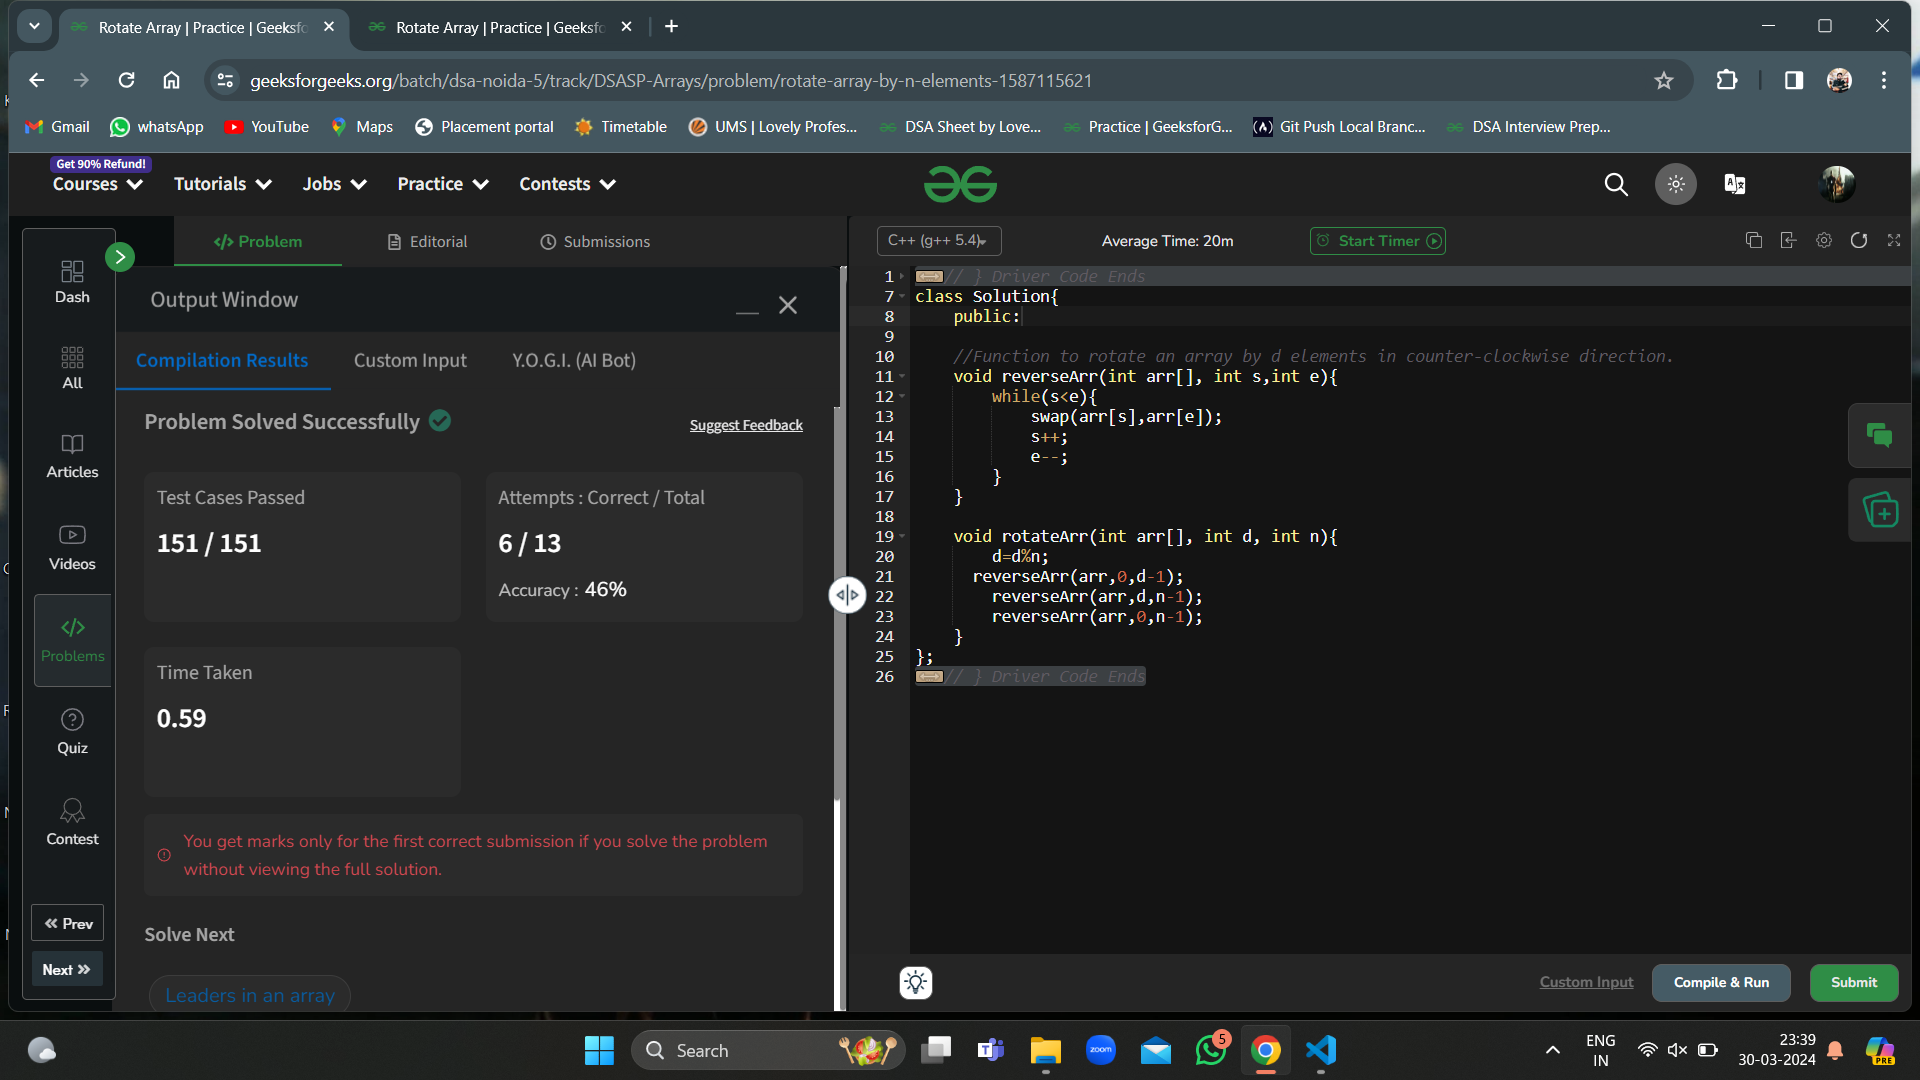 Rotate Array | Practice | Geeksfo
Rotate Array | Practice | Geeksfo
geeksforgeeks.org/batch/dsa-noida-5/track/DSASP-Arrays/problem/rotate-array-by-n-elements-1587115621
Gmail
whatsApp
YouTube
Maps
Placement portal
Timetable
UMS | Lovely Profes...
DSA Sheet by Love...
Practice | GeeksforG...
Git Push Local Branc...
DSA Interview Prep...
Get 90% Refund!
Courses
Tutorials
Jobs
Practice
Contests
Dash
All
Articles
Videos
Problems
Quiz
Contest
Prev
Next
</> Problem
Editorial
Submissions
Output Window
Compilation Results
Custom Input
Y.O.G.I. (AI Bot)
Problem Solved Successfully
Suggest Feedback
Test Cases Passed
151 / 151
Attempts : Correct / Total
6 / 13
Accuracy : 46%
Time Taken
0.59
You get marks only for the first correct submission if you solve the problem
without viewing the full solution.
Solve Next
Leaders in an array
C++ (g++ 5.4)
Average Time: 20m
Start Timer
1 // } Driver Code Ends
7 class Solution{
8 public:
9
10 //Function to rotate an array by d elements in counter-clockwise direction.
11 void reverseArr(int arr[], int s,int e){
12 while(s<e){
13 swap(arr[s],arr[e]);
14 s++;
15 e--;
16 }
17 }
18
19 void rotateArr(int arr[], int d, int n){
20 d=d%n;
21 reverseArr(arr,0,d-1);
22 reverseArr(arr,d,n-1);
23 reverseArr(arr,0,n-1);
24 }
25 };
26 // } Driver Code Ends
Custom Input
Compile & Run
Submit
Search
zoom
5
ENG
IN
23:39
30-03-2024
PRE